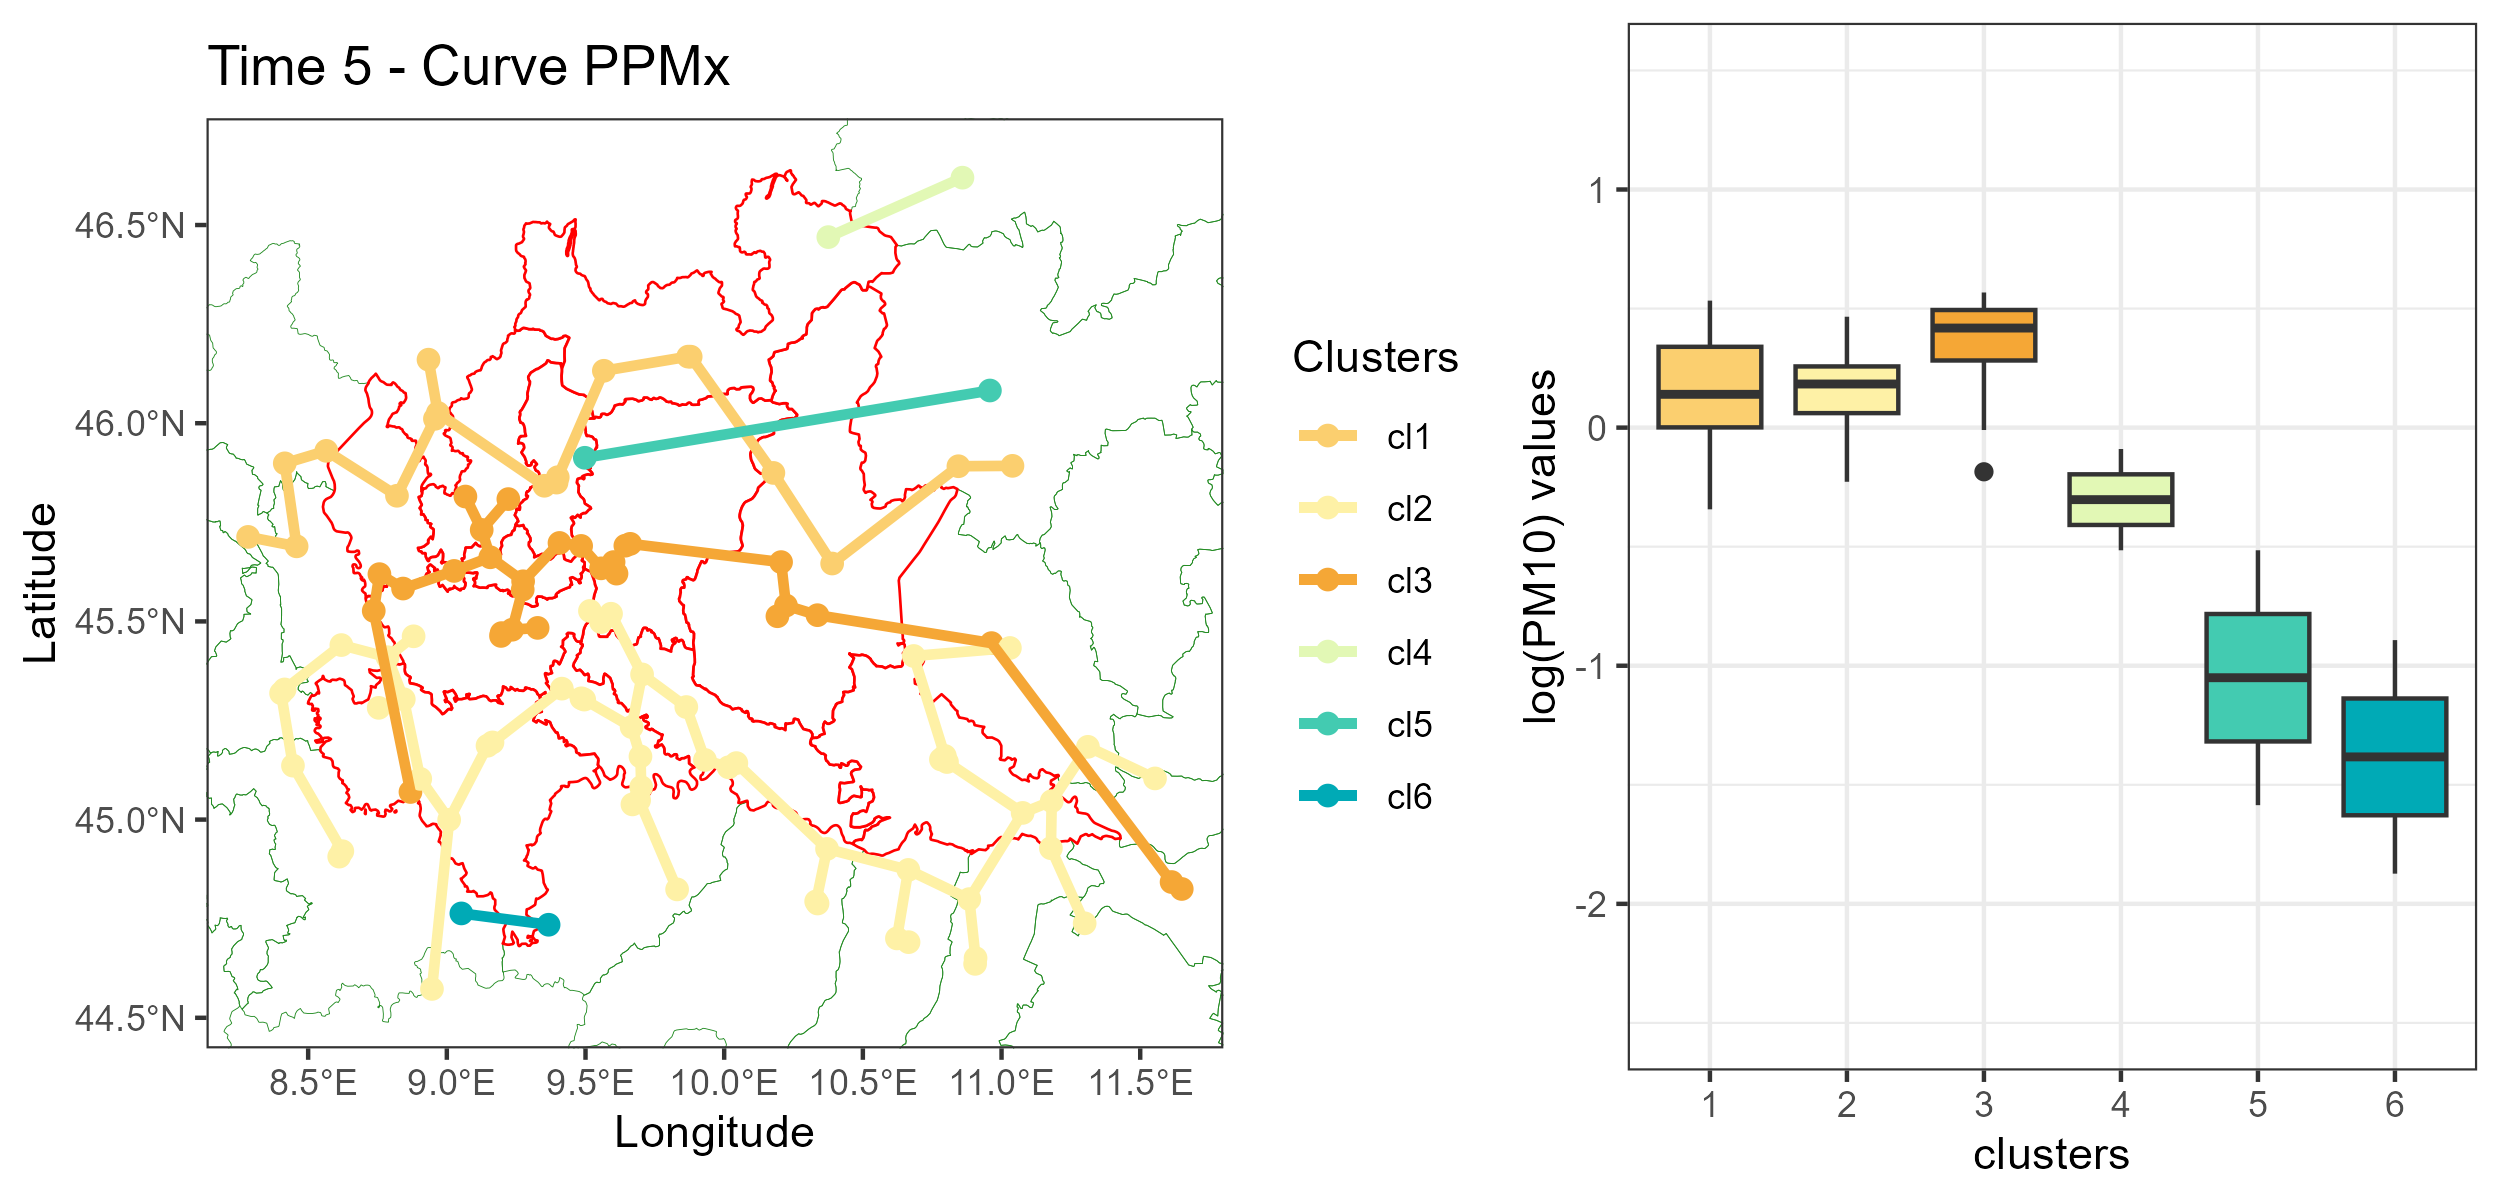 Time 5 - Curve PPMx
Latitude
46.5°N
46.0°N
45.5°N
45.0°N
44.5°N
8.5°E 9.0°E 9.5°E 10.0°E 10.5°E 11.0°E 11.5°E
Longitude
Clusters
cl1
cl2
cl3
cl4
cl5
cl6
log(PM10) values
1
0
-1
-2
1 2 3 4 5 6
clusters